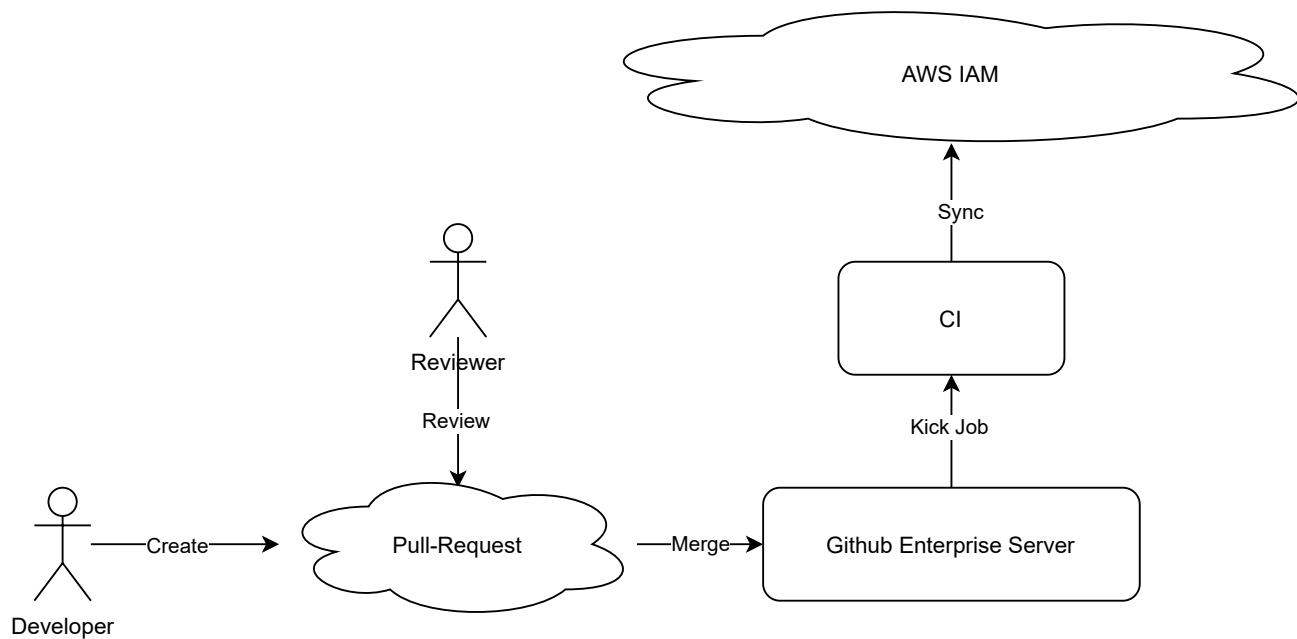 AWS IAM
Sync
Reviewer
CI
Review
Kick Job
Create
Pull-Request
Merge
Github Enterprise Server
Developer